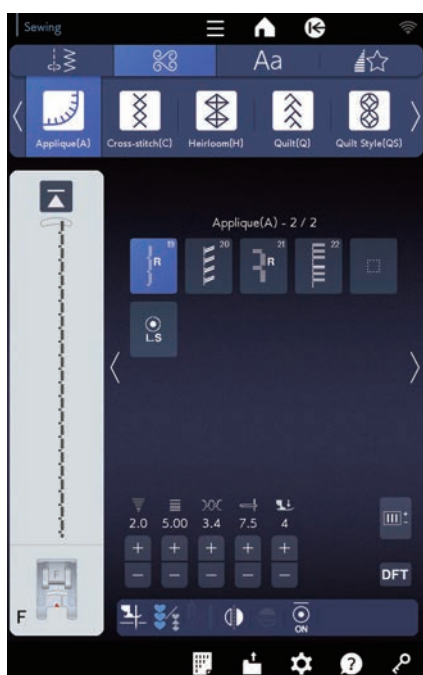 Sewing
Aa
Applique(A) Cross-stitch(C) Heirloom(H) Quilt(Q) Quilt Style(QS)
Applique(A) - 2 / 2
19 20 21 22
R R
L.S
2.0 5.00 3.4 7.5 4
+ + + + +
− − − − −
DFT
F
ON
?